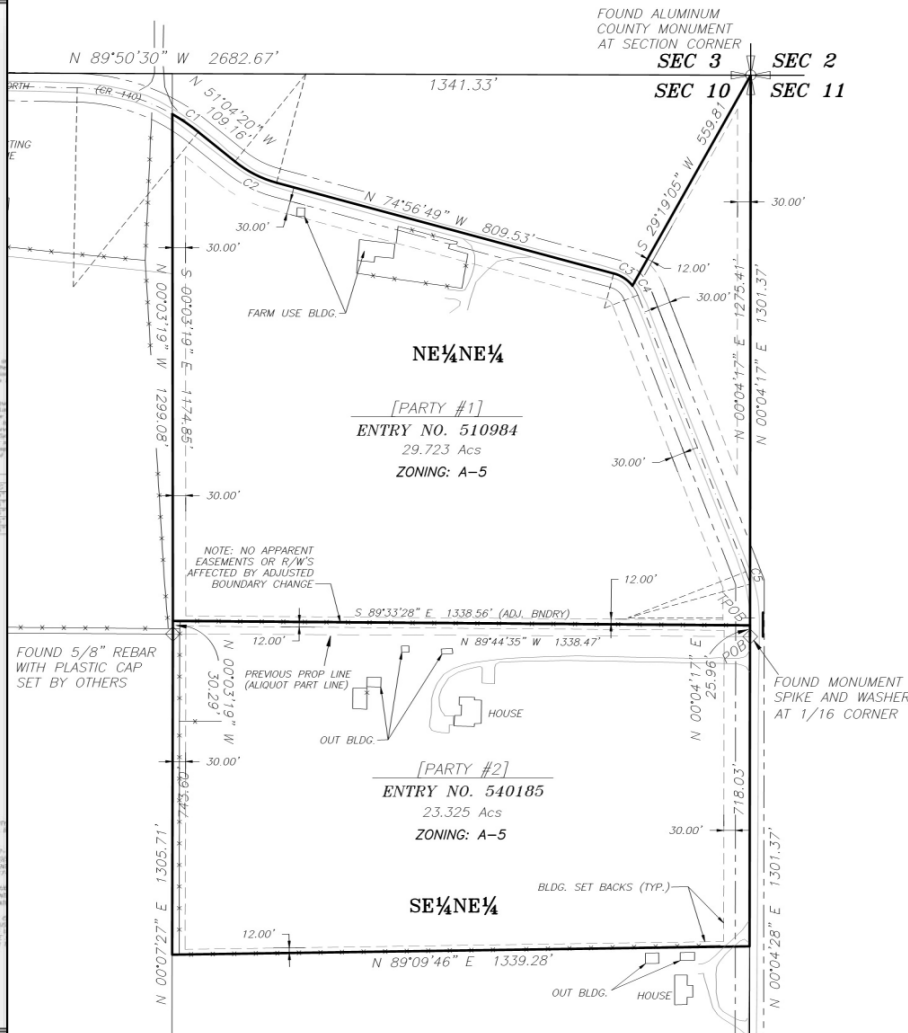 FOUND ALUMINUM
COUNTY MONUMENT
AT SECTION CORNER
N 89°50'30" W 2682.67'
SEC 3
SEC 2
1341.33'
SEC 10
SEC 11
(CR 140)
N 51°04'20" W
109.16'
C1
C2
S 29°19'05" W 559.81'
30.00'
N 74°56'49" W 809.53'
30.00'
30.00'
C3
C4
12.00'
30.00'
FARM USE BLDG.
N 00°03'19" W 1299.08'
S 00°03'19" E 1174.85'
N 00°04'17" E 1275.41'
N 00°04'17" E 1301.37'
NE¼NE¼
[PARTY #1]
ENTRY NO. 510984
29.723 Acs
ZONING: A-5
30.00'
30.00'
NOTE: NO APPARENT
EASEMENTS OR R/W'S
AFFECTED BY ADJUSTED
BOUNDARY CHANGE
12.00'
C5
S 89°33'28" E 1338.56' (ADJ. BNDRY)
TPOB
12.00'
N 89°44'35" W 1338.47'
POB
FOUND 5/8" REBAR
WITH PLASTIC CAP
SET BY OTHERS
N 00°03'19" W
30.29'
PREVIOUS PROP LINE
(ALIQUOT PART LINE)
N 00°04'17" E
25.96'
FOUND MONUMENT
SPIKE AND WASHER
AT 1/16 CORNER
HOUSE
OUT BLDG.
30.00'
[PARTY #2]
ENTRY NO. 540185
23.325 Acs
ZONING: A-5
718.03'
30.00'
N 00°07'27" E 1305.71'
N 00°04'28" E 1301.37'
BLDG. SET BACKS (TYP.)
SE¼NE¼
12.00'
N 89°09'46" E 1339.28'
OUT BLDG.
HOUSE